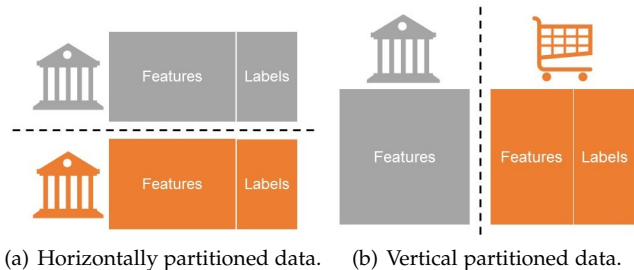 Features Labels
Features Labels
(a) Horizontally partitioned data.
Features
Features Labels
(b) Vertical partitioned data.